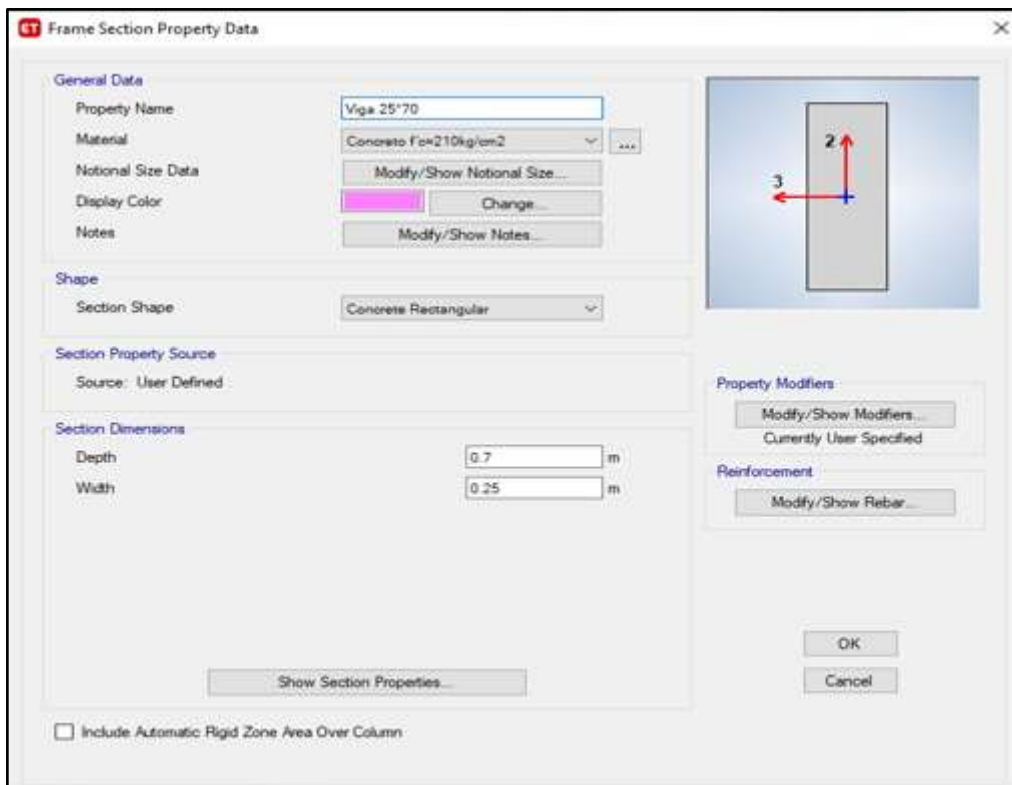 ET Frame Section Property Data
General Data
Property Name Viga 25*70
Material Concreto f'c=210kg/cm2 ...
Notional Size Data Modify/Show Notional Size...
Display Color Change...
Notes Modify/Show Notes...
2
3
Shape
Section Shape Concrete Rectangular
Section Property Source
Source: User Defined
Property Modifiers
Modify/Show Modifiers...
Currently User Specified
Section Dimensions
Depth 0.7 m
Width 0.25 m
Reinforcement
Modify/Show Rebar...
OK
Show Section Properties...
Cancel
Include Automatic Rigid Zone Area Over Column